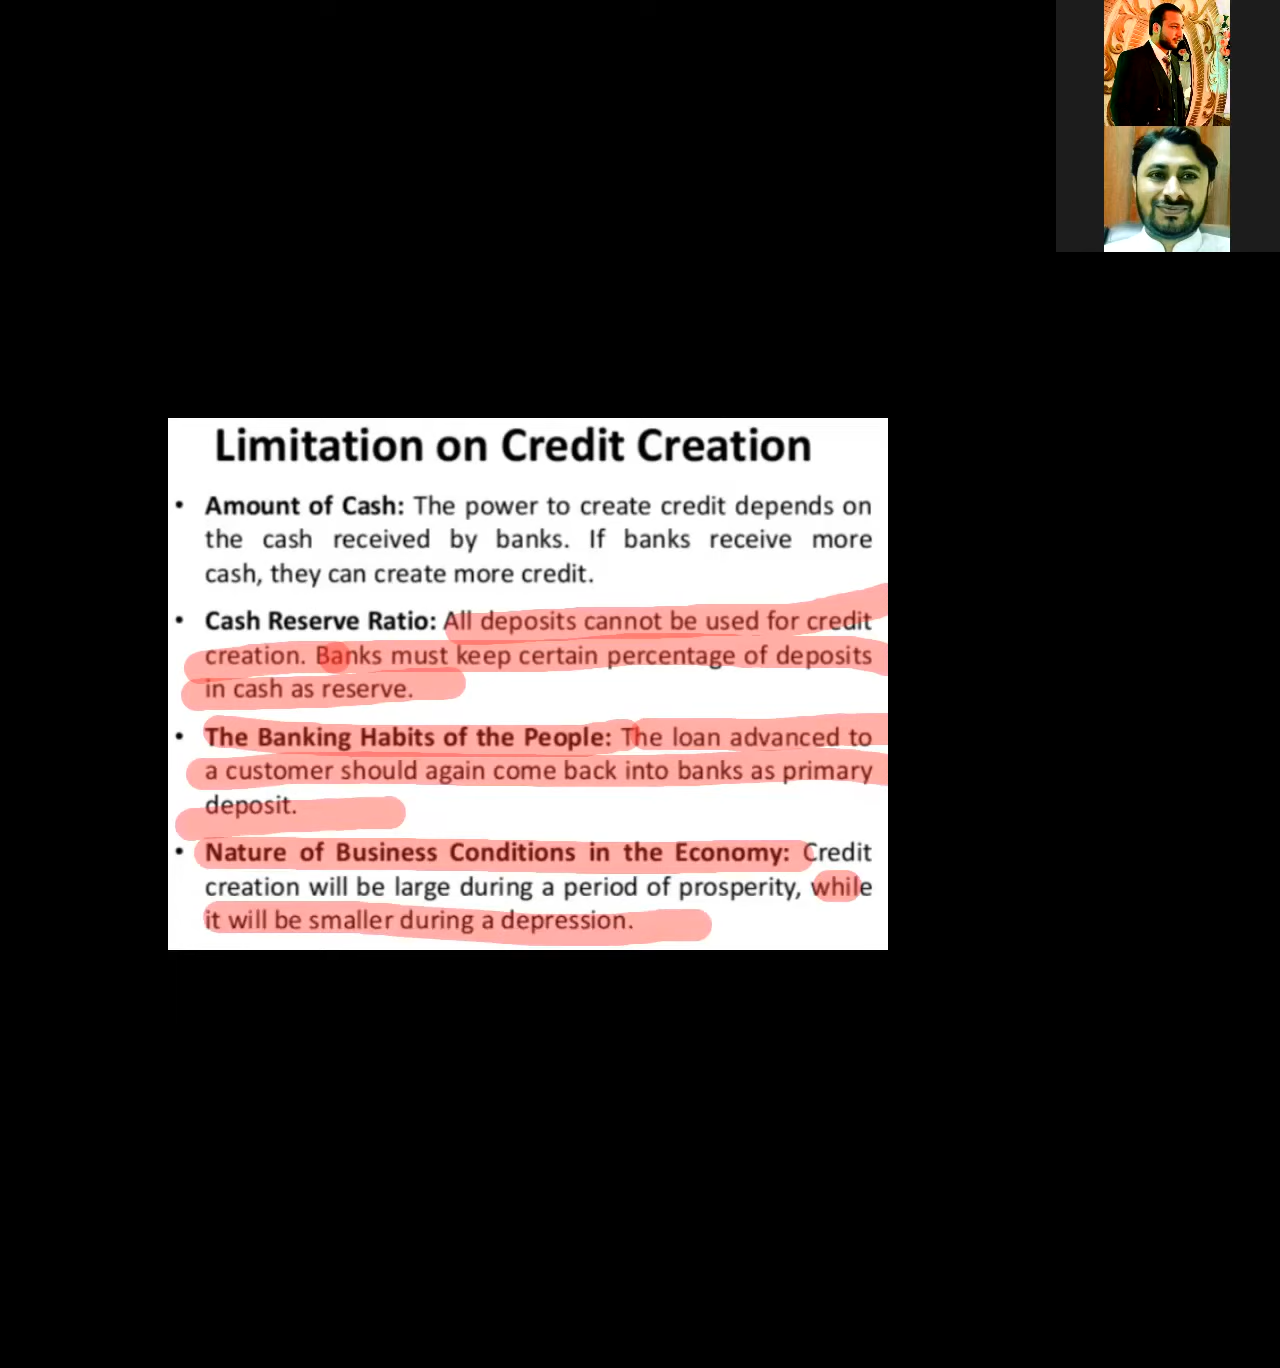 Limitation on Credit Creation
• Amount of Cash: The power to create credit depends on
the cash received by banks. If banks receive more
cash, they can create more credit.
• Cash Reserve Ratio: All deposits cannot be used for credit
creation. Banks must keep certain percentage of deposits
in cash as reserve.
• The Banking Habits of the People: The loan advanced to
a customer should again come back into banks as primary
deposit.
• Nature of Business Conditions in the Economy: Credit
creation will be large during a period of prosperity, while
it will be smaller during a depression.